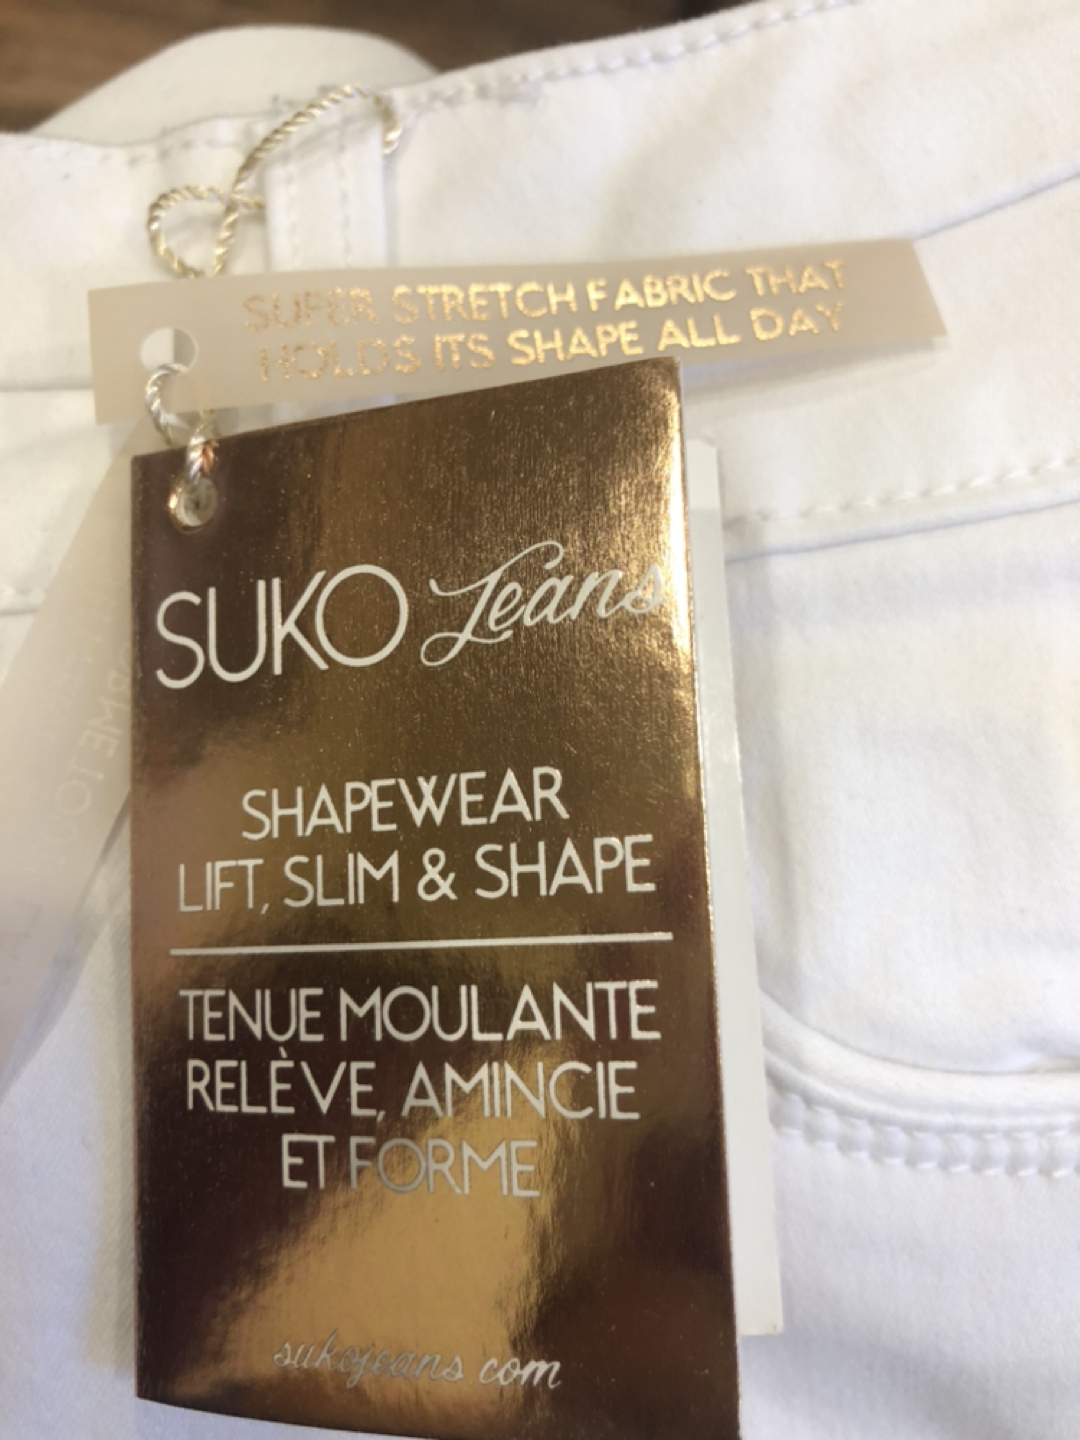 SUPER STRETCH FABRIC THAT
HOLDS ITS SHAPE ALL DAY
SUKO Jeans
SHAPEWEAR
LIFT, SLIM & SHAPE
TENUE MOULANTE
RELÈVE, AMINCIE
ET FORME
sukojeans.com